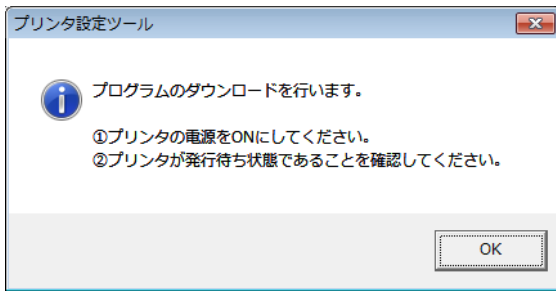 プリンタ設定ツール
プログラムのダウンロードを行います。
①プリンタの電源をONにしてください。
②プリンタが発行待ち状態であることを確認してください。
OK